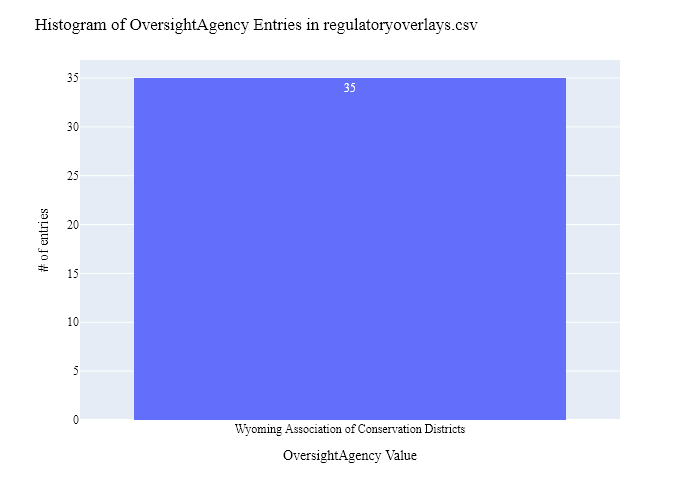 Histogram of OversightAgency Entries in regulatoryoverlays.csv
35
35
30
25
20
15
10
5
0
# of entries
Wyoming Association of Conservation Districts
OversightAgency Value